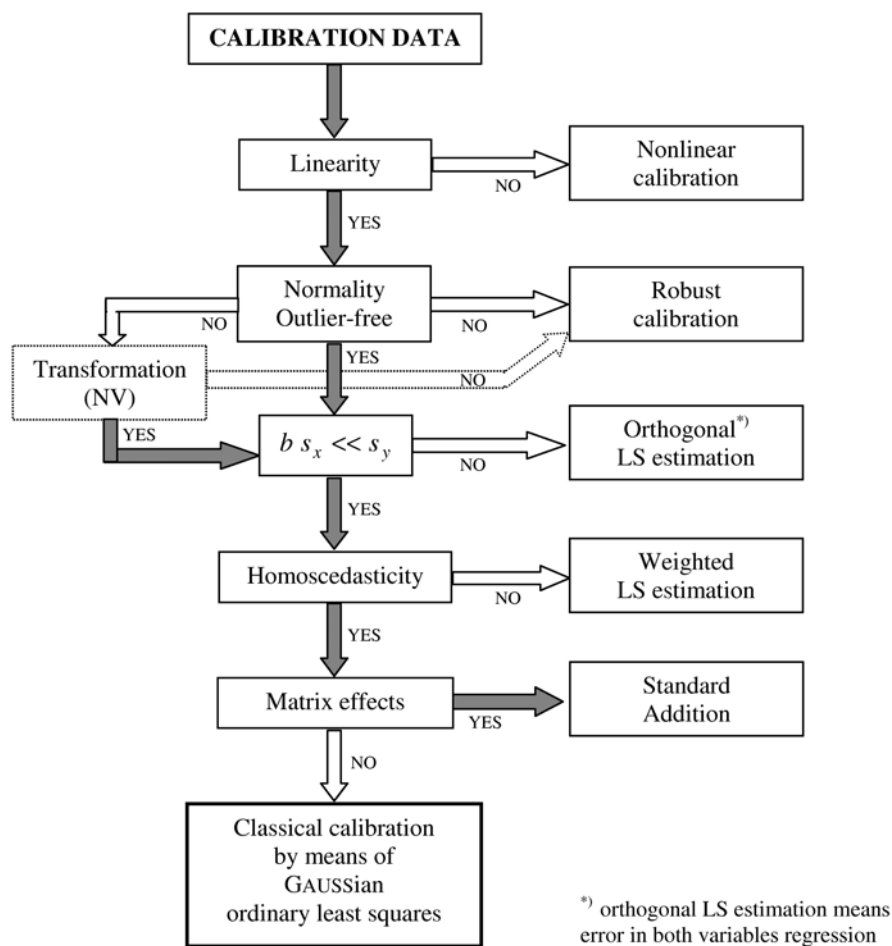 CALIBRATION DATA
Linearity
NO
Nonlinear
calibration
YES
Normality
Outlier-free
NO
NO
Robust
calibration
YES
Transformation
(NV)
NO
YES
b s_x << s_y
NO
Orthogonal*)
LS estimation
YES
Homoscedasticity
NO
Weighted
LS estimation
YES
Matrix effects
YES
Standard
Addition
NO
Classical calibration
by means of
GAUSSian
ordinary least squares
*) orthogonal LS estimation means
error in both variables regression